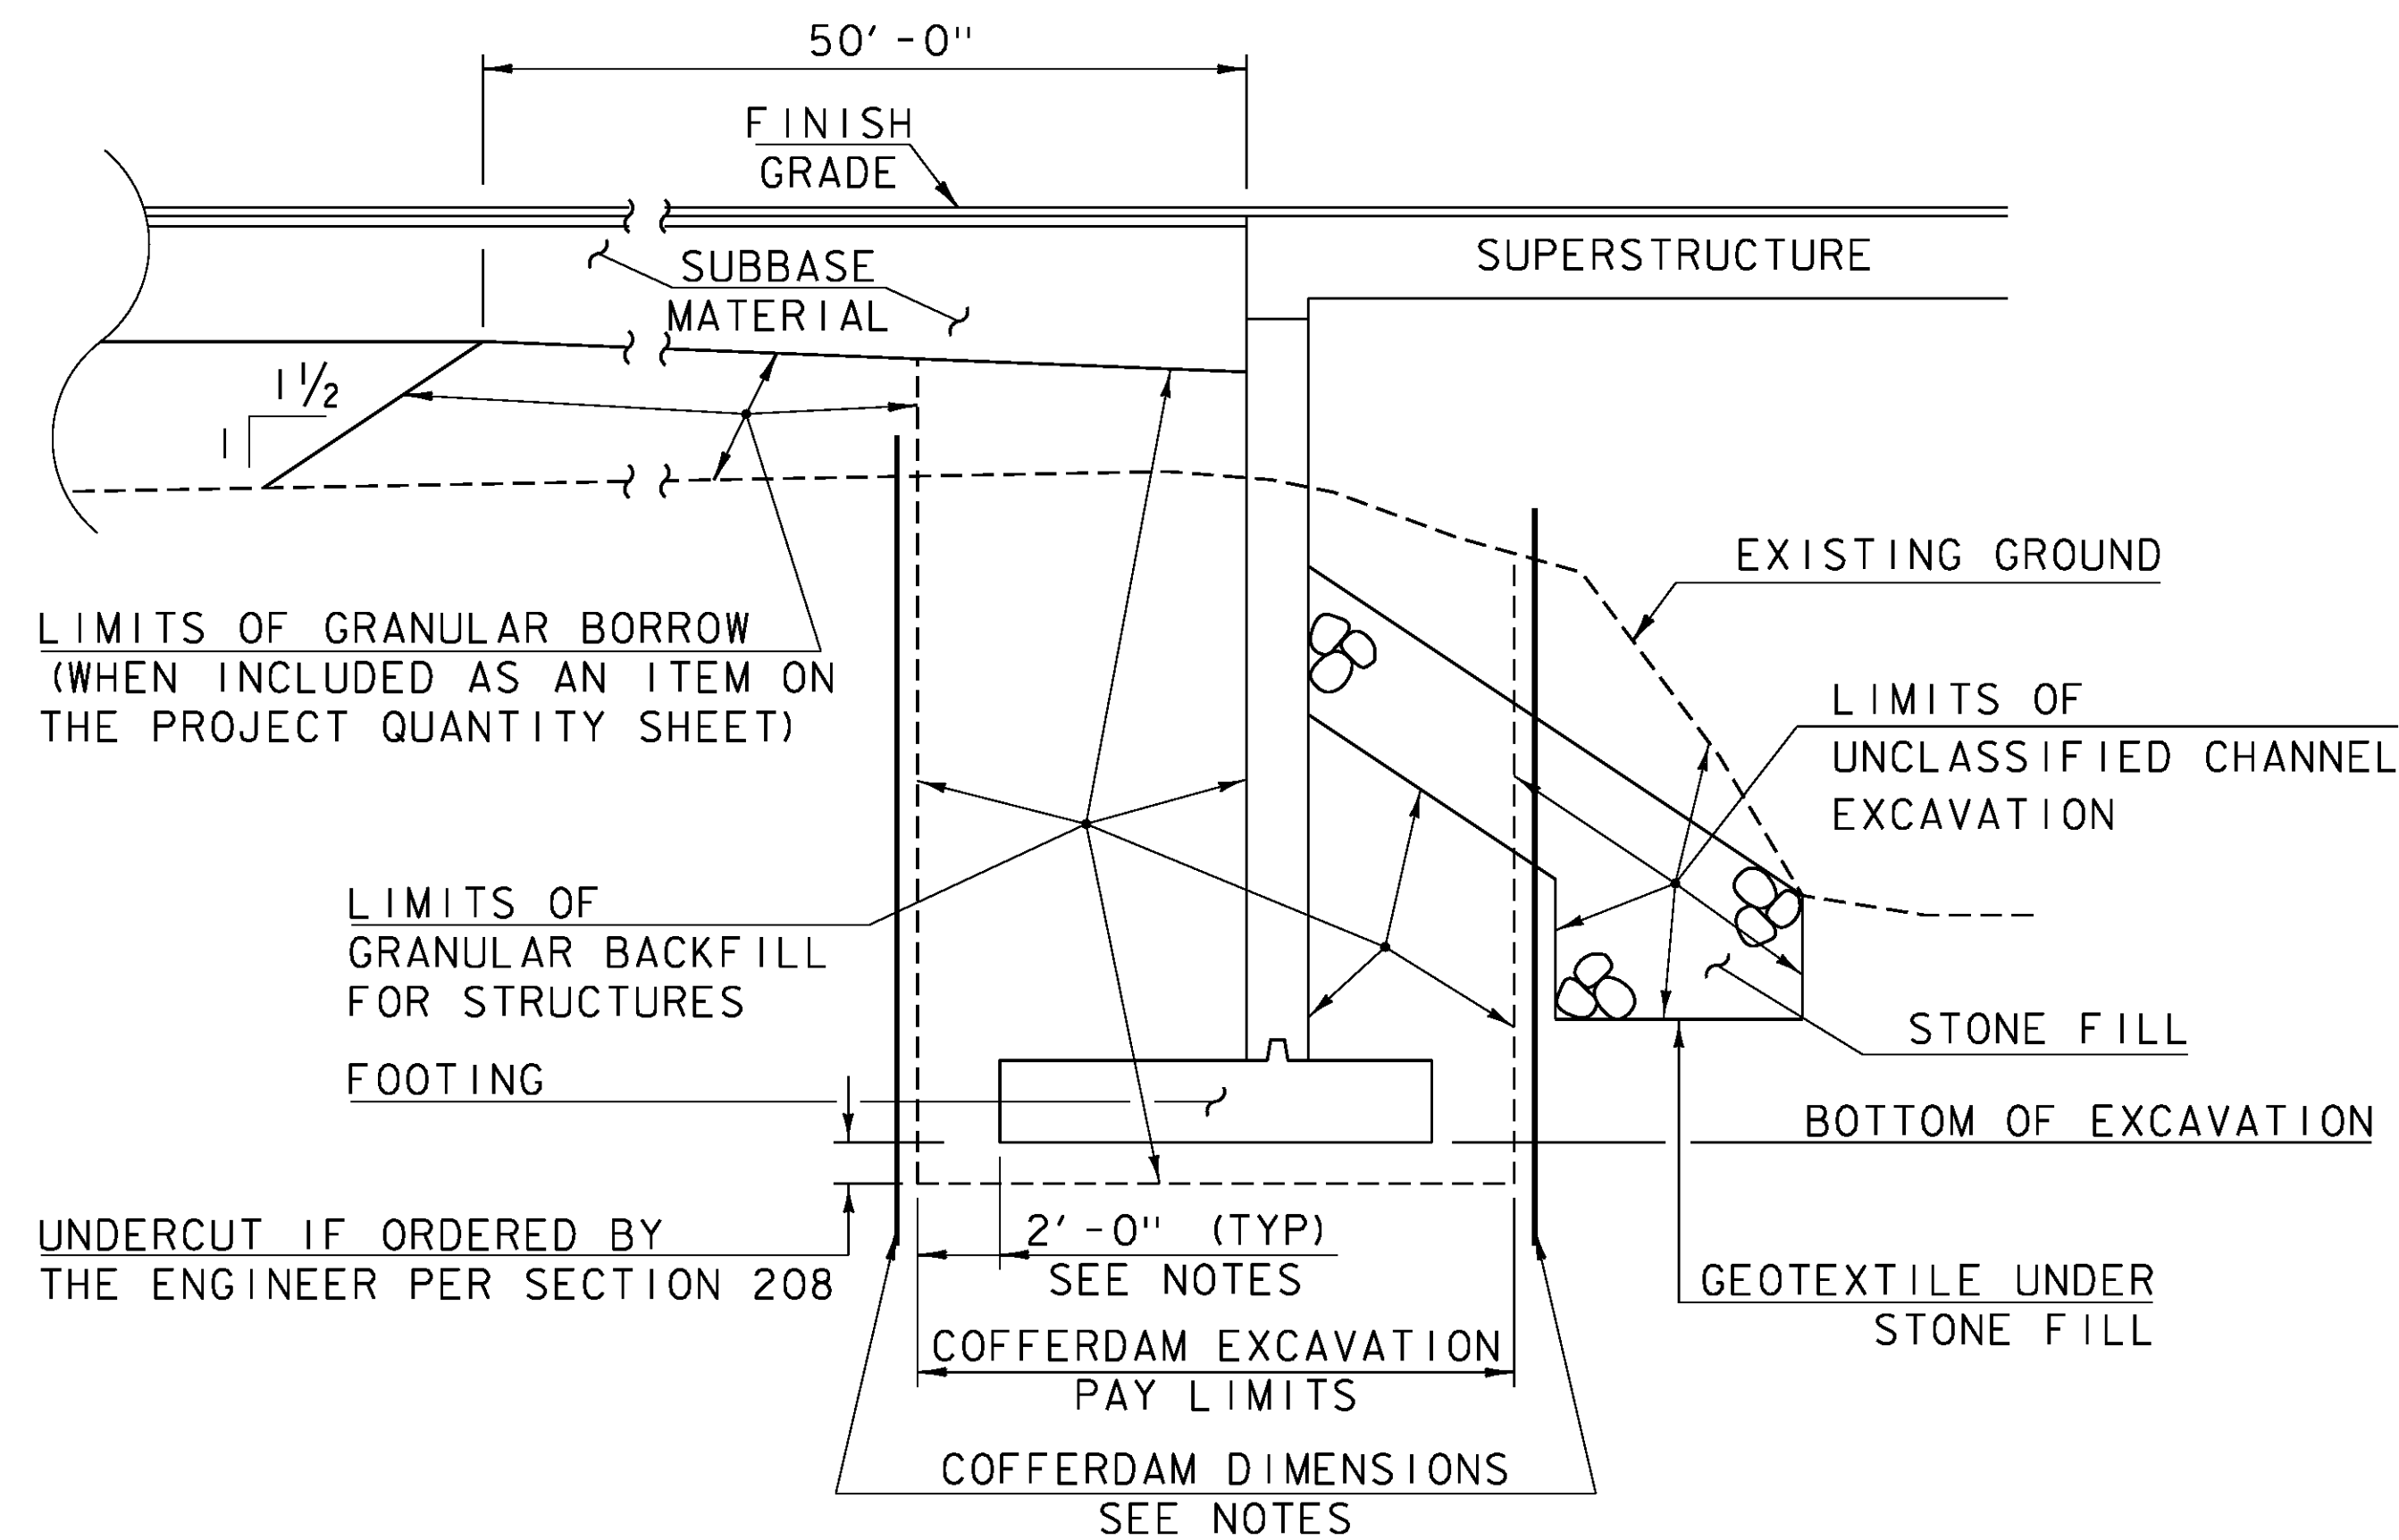 50'-0"
FINISH
GRADE
SUPERSTRUCTURE
SUBBASE
MATERIAL
1 1/2
1
EXISTING GROUND
LIMITS OF GRANULAR BORROW
(WHEN INCLUDED AS AN ITEM ON
THE PROJECT QUANTITY SHEET)
LIMITS OF
UNCLASSIFIED CHANNEL
EXCAVATION
LIMITS OF
GRANULAR BACKFILL
FOR STRUCTURES
STONE FILL
FOOTING
BOTTOM OF EXCAVATION
UNDERCUT IF ORDERED BY
THE ENGINEER PER SECTION 208
2'-0" (TYP)
SEE NOTES
GEOTEXTILE UNDER
STONE FILL
COFFERDAM EXCAVATION
PAY LIMITS
COFFERDAM DIMENSIONS
SEE NOTES